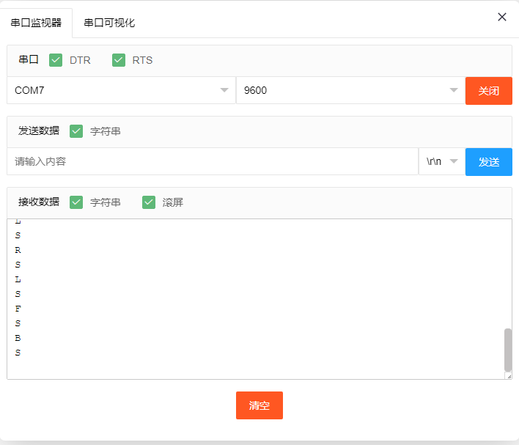 串口监视器 串口可视化
串口 DTR RTS
COM7 9600 关闭
发送数据 字符串
请输入内容 \r\n 发送
接收数据 字符串 滚屏
L
S
R
S
L
S
F
S
B
S
清空